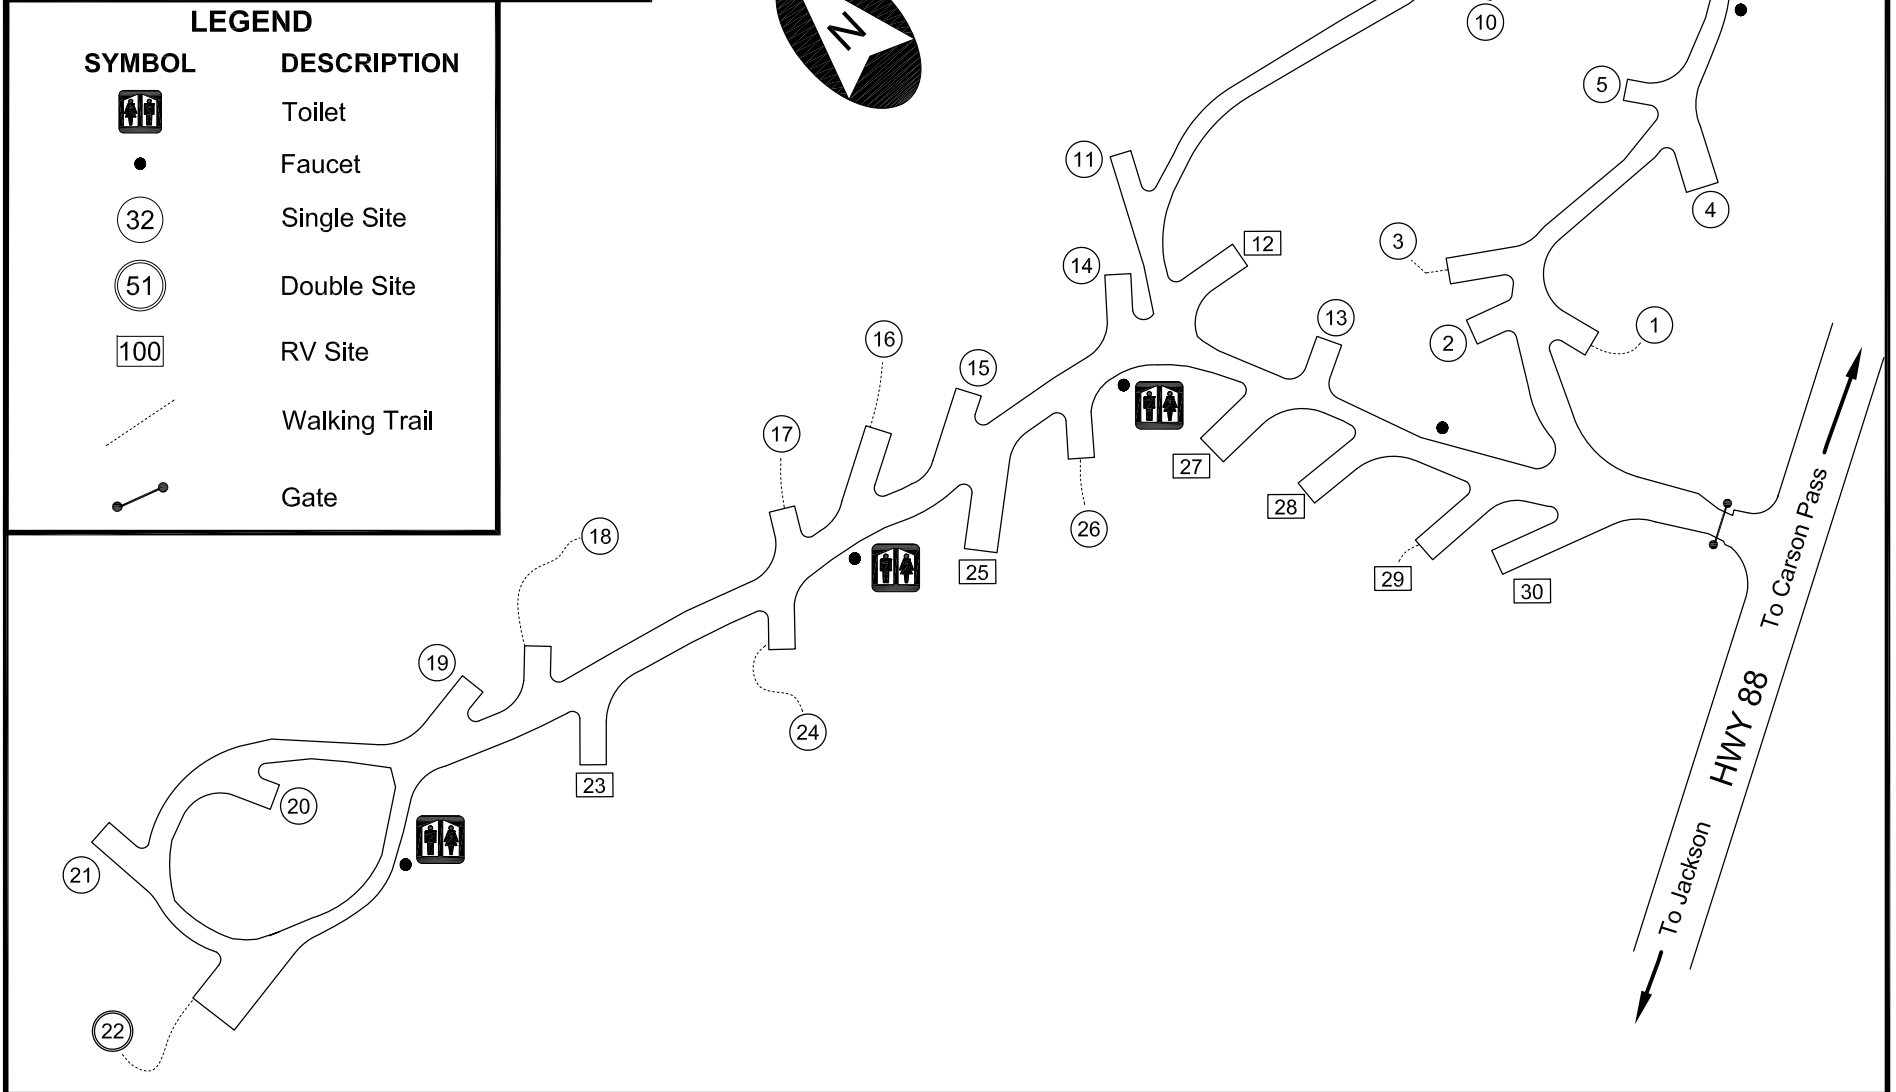 LEGEND
SYMBOL DESCRIPTION
Toilet
Faucet
32 Single Site
51 Double Site
100 RV Site
Walking Trail
Gate
N
10
5
11
4
3
12
14
13
1
2
16
15
17
27
28
26
18
25
29
30
19
24
23
20
21
22
To Carson Pass
HWY 88
To Jackson